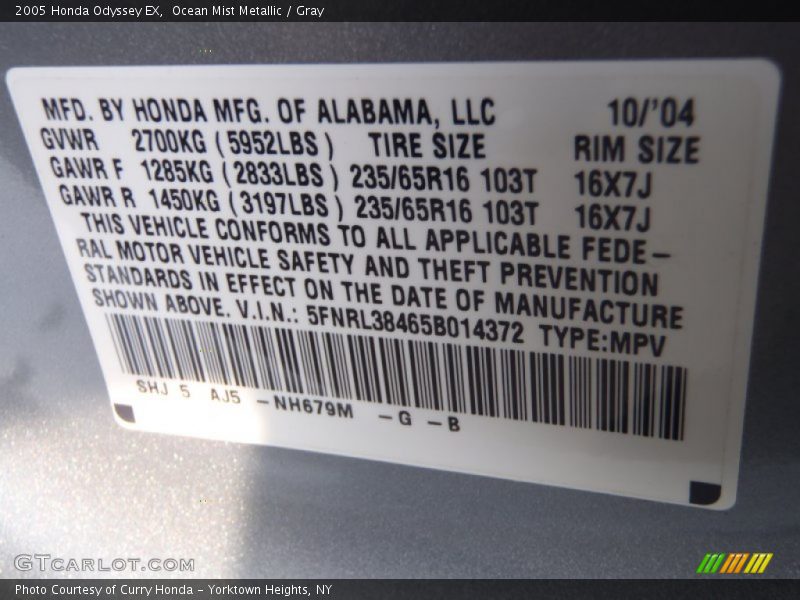 2005 Honda Odyssey EX, Ocean Mist Metallic / Gray
MFD. BY HONDA MFG. OF ALABAMA, LLC 10/'04
GVWR 2700KG (5952LBS) TIRE SIZE RIM SIZE
GAWR F 1285KG (2833LBS) 235/65R16 103T 16X7J
GAWR R 1450KG (3197LBS) 235/65R16 103T 16X7J
THIS VEHICLE CONFORMS TO ALL APPLICABLE FEDE-
RAL MOTOR VEHICLE SAFETY AND THEFT PREVENTION
STANDARDS IN EFFECT ON THE DATE OF MANUFACTURE
SHOWN ABOVE. V.I.N.: 5FNRL38465B014372 TYPE:MPV
SHJ 5 AJ5 -NH679M -G -B
GTCARLOT.COM
Photo Courtesy of Curry Honda - Yorktown Heights, NY